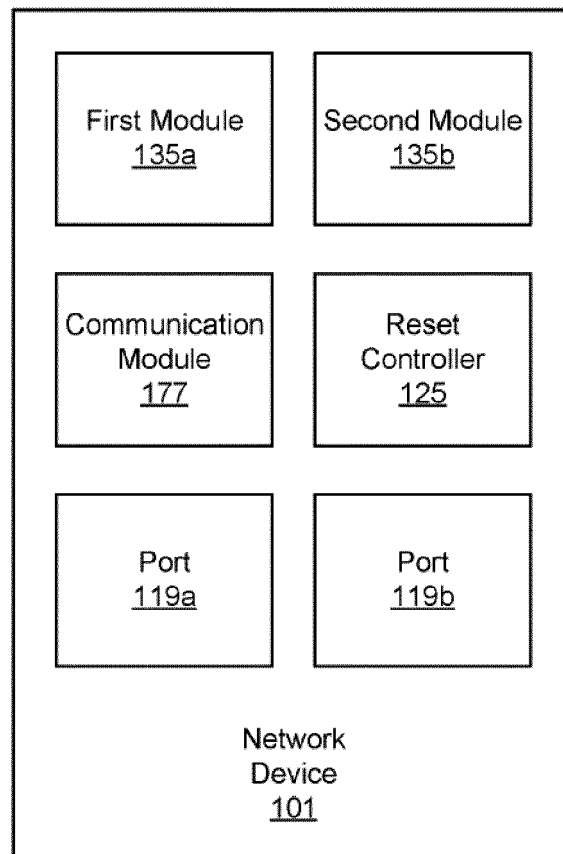 First Module
135a
Second Module
135b
Communication
Module
177
Reset
Controller
125
Port
119a
Port
119b
Network
Device
101